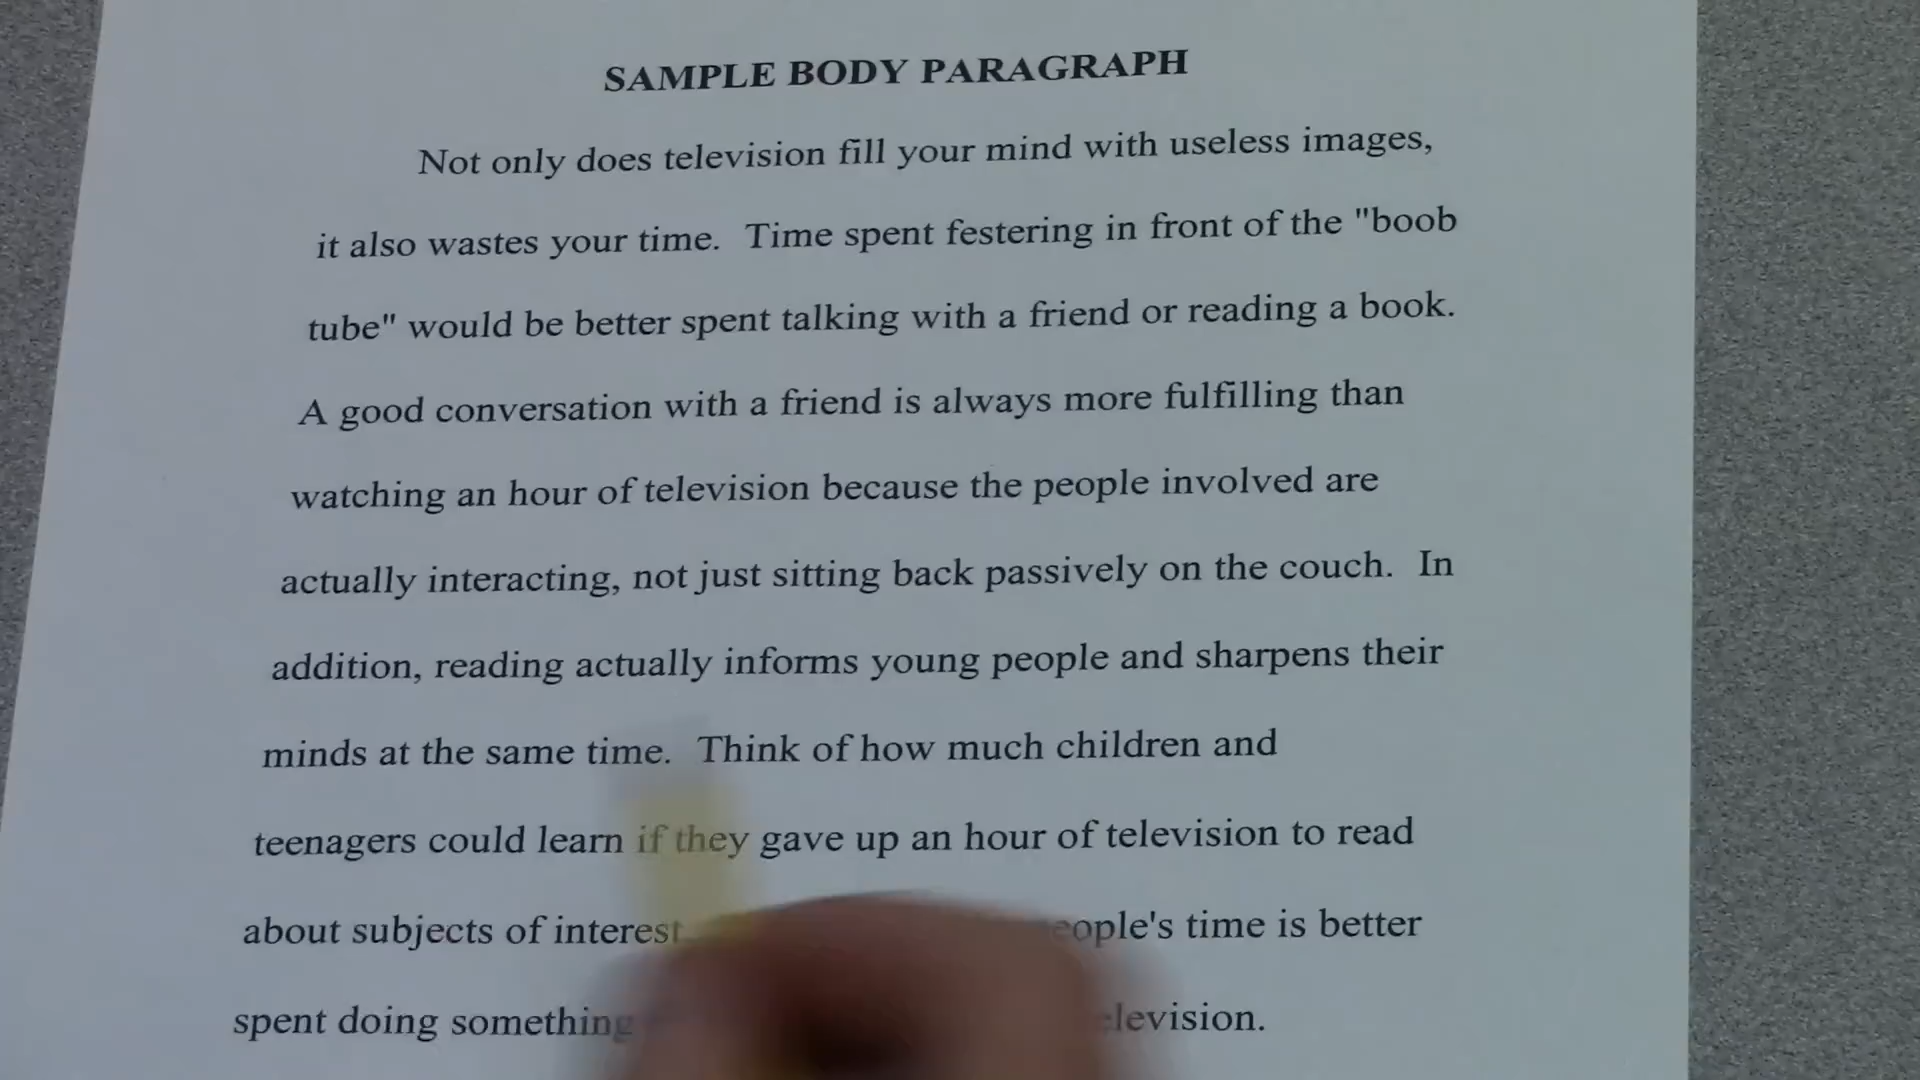 SAMPLE BODY PARAGRAPH
Not only does television fill your mind with useless images,
it also wastes your time. Time spent festering in front of the "boob
tube" would be better spent talking with a friend or reading a book.
A good conversation with a friend is always more fulfilling than
watching an hour of television because the people involved are
actually interacting, not just sitting back passively on the couch. In
addition, reading actually informs young people and sharpens their
minds at the same time. Think of how much children and
teenagers could learn if they gave up an hour of television to read
about subjects of interest time is better
spent doing something